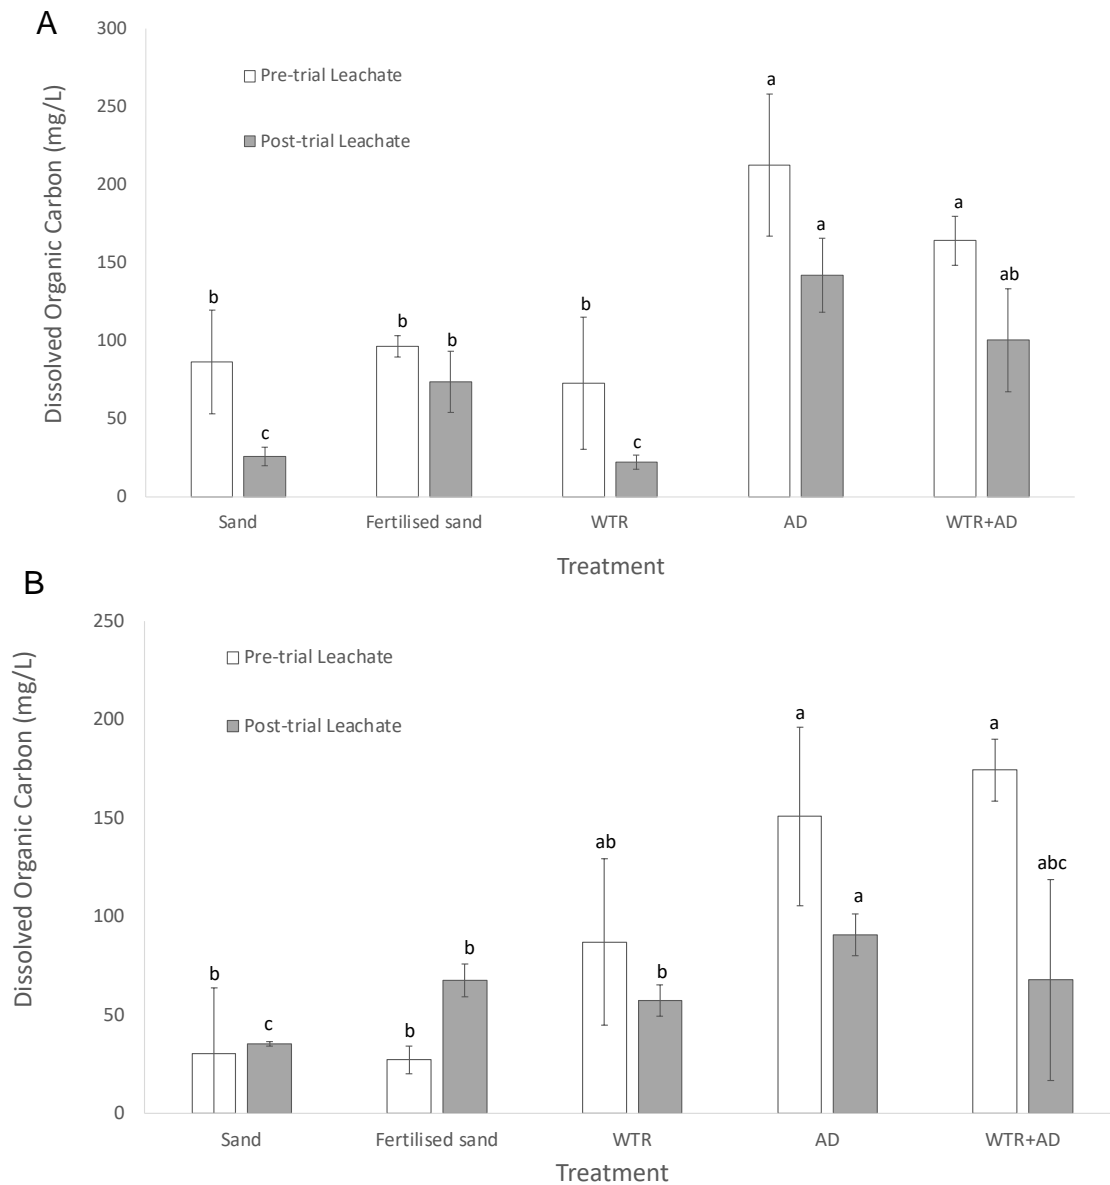 A
300
250
200
150
100
50
0
Dissolved Organic Carbon (mg/L)
Pre-trial Leachate
Post-trial Leachate
b
c
b
b
b
c
a
a
a
ab
Sand
Fertilised sand
WTR
AD
WTR+AD
Treatment
B
250
200
150
100
50
0
Dissolved Organic Carbon (mg/L)
Pre-trial Leachate
Post-trial Leachate
b
c
b
b
ab
b
a
a
a
abc
Sand
Fertilised sand
WTR
AD
WTR+AD
Treatment